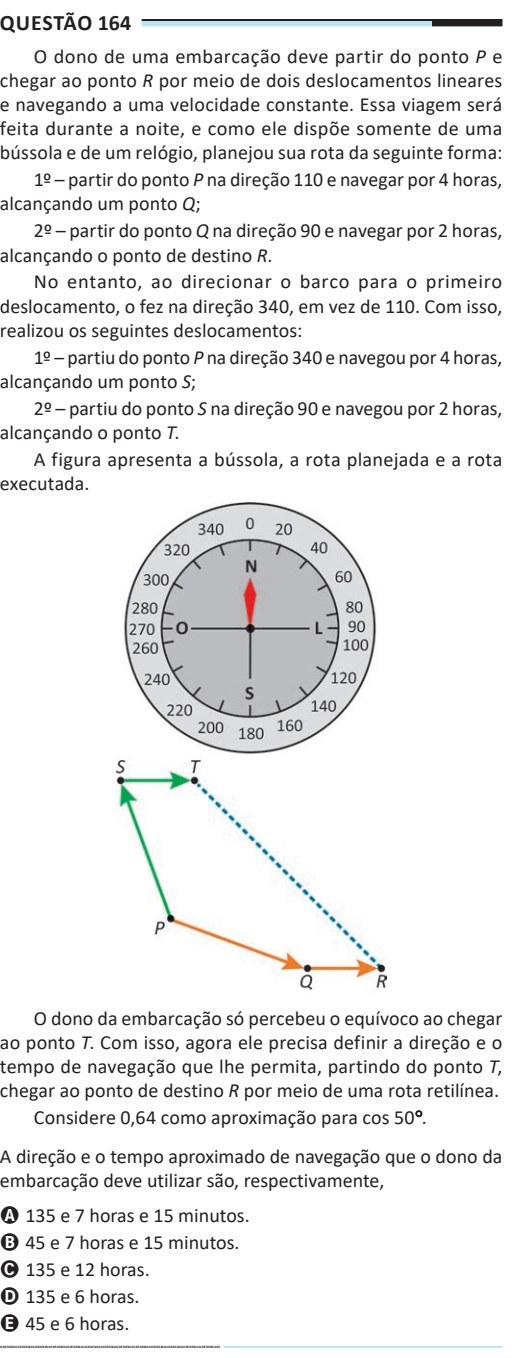 QUESTÃO 164
O dono de uma embarcação deve partir do ponto P e
chegar ao ponto R por meio de dois deslocamentos lineares
e navegando a uma velocidade constante. Essa viagem será
feita durante a noite, e como ele dispõe somente de uma
bússola e de um relógio, planejou sua rota da seguinte forma:
1º – partir do ponto P na direção 110 e navegar por 4 horas,
alcançando um ponto Q;
2º – partir do ponto Q na direção 90 e navegar por 2 horas,
alcançando o ponto de destino R.
No entanto, ao direcionar o barco para o primeiro
deslocamento, o fez na direção 340, em vez de 110. Com isso,
realizou os seguintes deslocamentos:
1º – partiu do ponto P na direção 340 e navegou por 4 horas,
alcançando um ponto S;
2º – partiu do ponto S na direção 90 e navegou por 2 horas,
alcançando o ponto T.
A figura apresenta a bússola, a rota planejada e a rota
executada.
340 0 20
320 40
N
300 60
280 80
270 O L 90
260 100
240 120
S
220 140
200 180 160
S T
P
Q R
O dono da embarcação só percebeu o equívoco ao chegar
ao ponto T. Com isso, agora ele precisa definir a direção e o
tempo de navegação que lhe permita, partindo do ponto T,
chegar ao ponto de destino R por meio de uma rota retilínea.
Considere 0,64 como aproximação para cos 50º.
A direção e o tempo aproximado de navegação que o dono da
embarcação deve utilizar são, respectivamente,
A 135 e 7 horas e 15 minutos.
B 45 e 7 horas e 15 minutos.
C 135 e 12 horas.
D 135 e 6 horas.
E 45 e 6 horas.